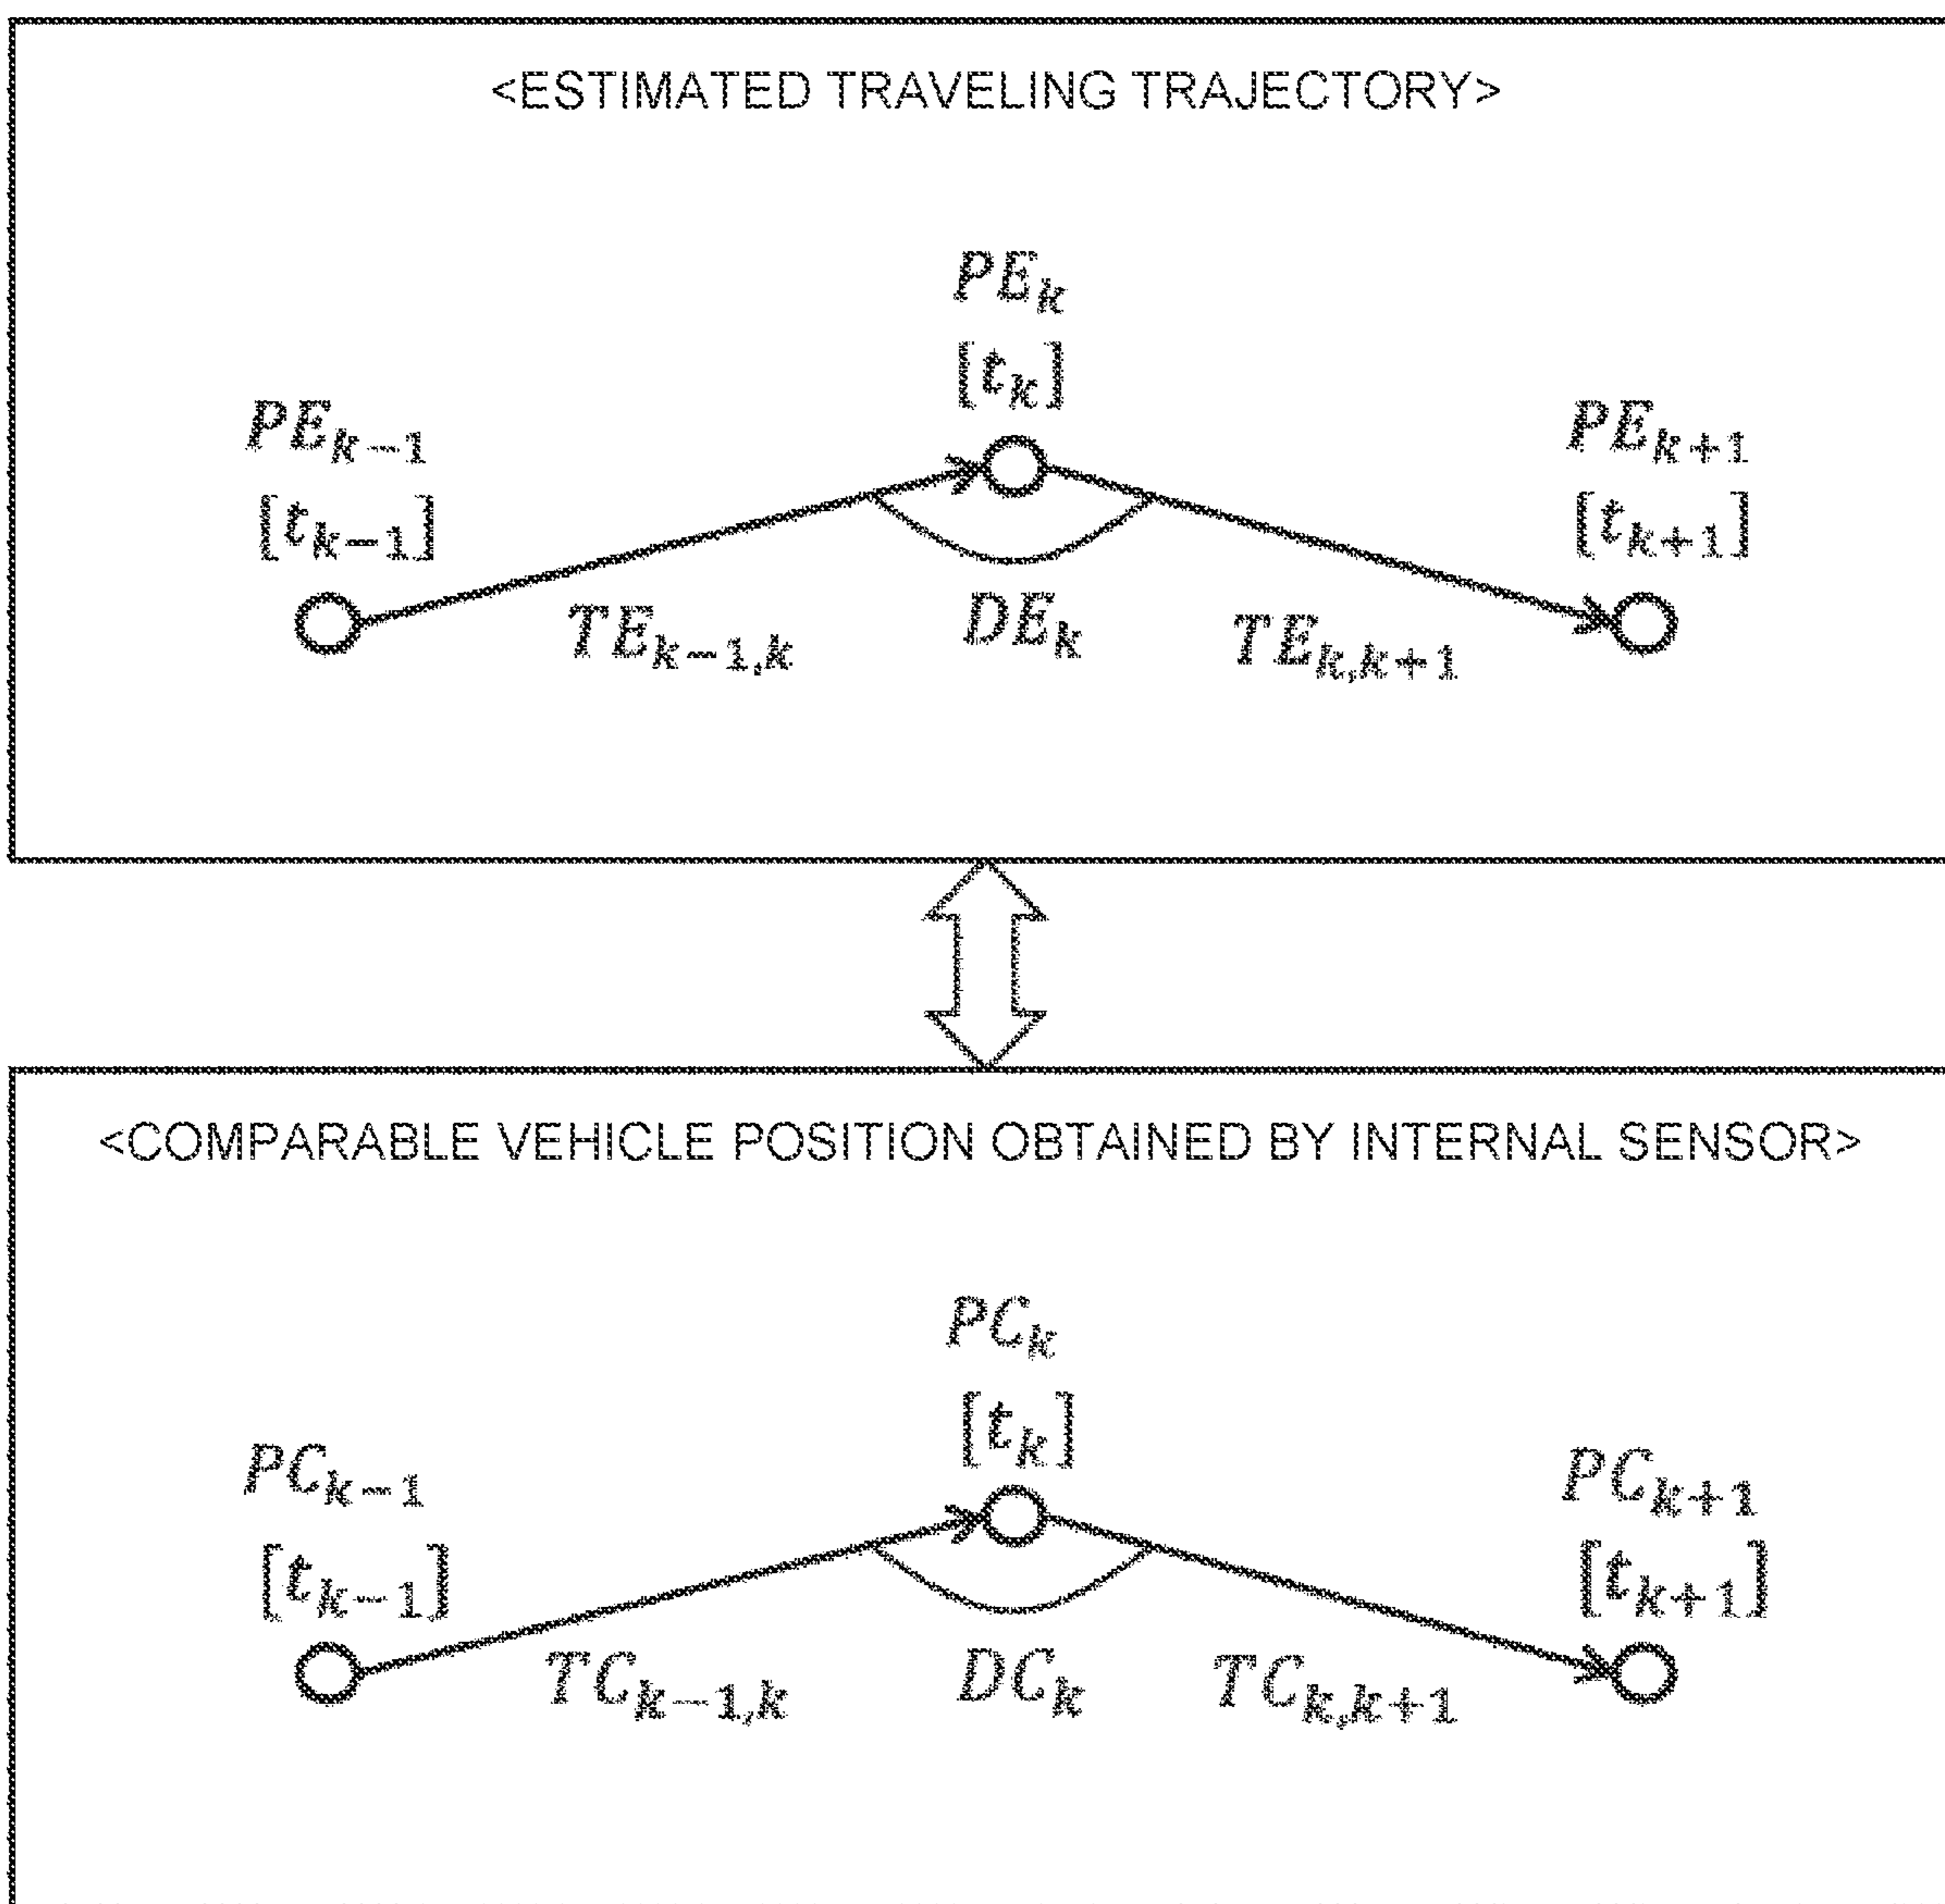 <ESTIMATED TRAVELING TRAJECTORY>
PE_k
[t_k]
PE_{k-1}
[t_{k-1}]
PE_{k+1}
[t_{k+1}]
TE_{k-1,k}
DE_k
TE_{k,k+1}
<COMPARABLE VEHICLE POSITION OBTAINED BY INTERNAL SENSOR>
PC_k
[t_k]
PC_{k-1}
[t_{k-1}]
PC_{k+1}
[t_{k+1}]
TC_{k-1,k}
DC_k
TC_{k,k+1}